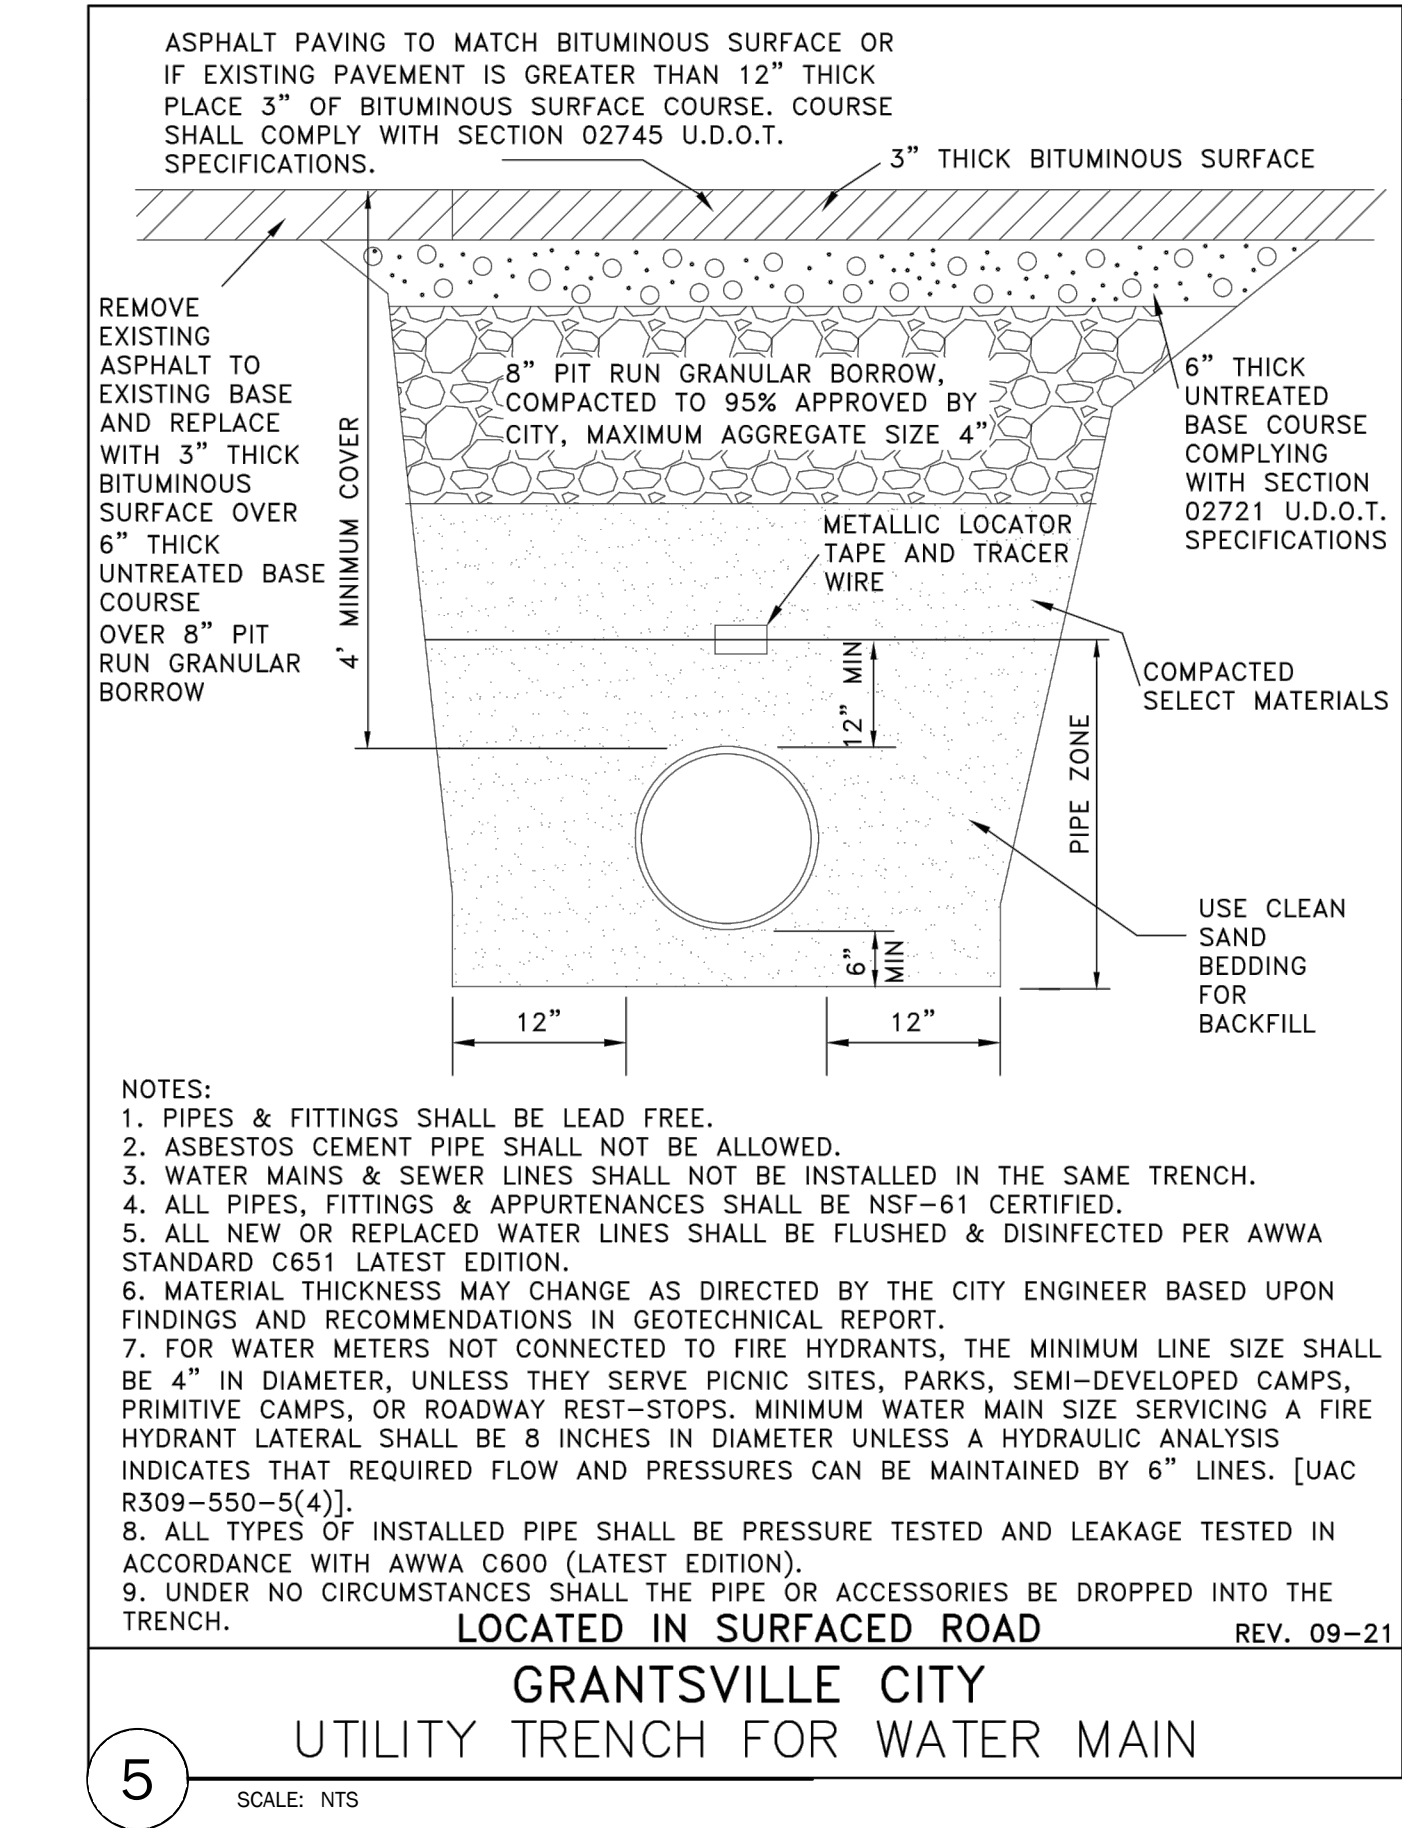 ASPHALT PAVING TO MATCH BITUMINOUS SURFACE OR
IF EXISTING PAVEMENT IS GREATER THAN 12” THICK
PLACE 3” OF BITUMINOUS SURFACE COURSE. COURSE
SHALL COMPLY WITH SECTION 02745 U.D.O.T.
SPECIFICATIONS.
3” THICK BITUMINOUS SURFACE
REMOVE
EXISTING
ASPHALT TO
EXISTING BASE
AND REPLACE
WITH 3” THICK
BITUMINOUS
SURFACE OVER
6” THICK
UNTREATED BASE
COURSE
OVER 8” PIT
RUN GRANULAR
BORROW
4’ MINIMUM COVER
8” PIT RUN GRANULAR BORROW,
COMPACTED TO 95% APPROVED BY
CITY, MAXIMUM AGGREGATE SIZE 4”
6” THICK
UNTREATED
BASE COURSE
COMPLYING
WITH SECTION
02721 U.D.O.T.
SPECIFICATIONS
METALLIC LOCATOR
TAPE AND TRACER
WIRE
COMPACTED
SELECT MATERIALS
12” MIN
PIPE ZONE
USE CLEAN
SAND
BEDDING
FOR
BACKFILL
6”
MIN
12”
12”
NOTES:
1. PIPES & FITTINGS SHALL BE LEAD FREE.
2. ASBESTOS CEMENT PIPE SHALL NOT BE ALLOWED.
3. WATER MAINS & SEWER LINES SHALL NOT BE INSTALLED IN THE SAME TRENCH.
4. ALL PIPES, FITTINGS & APPURTENANCES SHALL BE NSF-61 CERTIFIED.
5. ALL NEW OR REPLACED WATER LINES SHALL BE FLUSHED & DISINFECTED PER AWWA
STANDARD C651 LATEST EDITION.
6. MATERIAL THICKNESS MAY CHANGE AS DIRECTED BY THE CITY ENGINEER BASED UPON
FINDINGS AND RECOMMENDATIONS IN GEOTECHNICAL REPORT.
7. FOR WATER METERS NOT CONNECTED TO FIRE HYDRANTS, THE MINIMUM LINE SIZE SHALL
BE 4” IN DIAMETER, UNLESS THEY SERVE PICNIC SITES, PARKS, SEMI-DEVELOPED CAMPS,
PRIMITIVE CAMPS, OR ROADWAY REST-STOPS. MINIMUM WATER MAIN SIZE SERVICING A FIRE
HYDRANT LATERAL SHALL BE 8 INCHES IN DIAMETER UNLESS A HYDRAULIC ANALYSIS
INDICATES THAT REQUIRED FLOW AND PRESSURES CAN BE MAINTAINED BY 6” LINES. [UAC
R309-550-5(4)].
8. ALL TYPES OF INSTALLED PIPE SHALL BE PRESSURE TESTED AND LEAKAGE TESTED IN
ACCORDANCE WITH AWWA C600 (LATEST EDITION).
9. UNDER NO CIRCUMSTANCES SHALL THE PIPE OR ACCESSORIES BE DROPPED INTO THE
TRENCH.
LOCATED IN SURFACED ROAD
REV. 09-21
GRANTSVILLE CITY
UTILITY TRENCH FOR WATER MAIN
5
SCALE: NTS